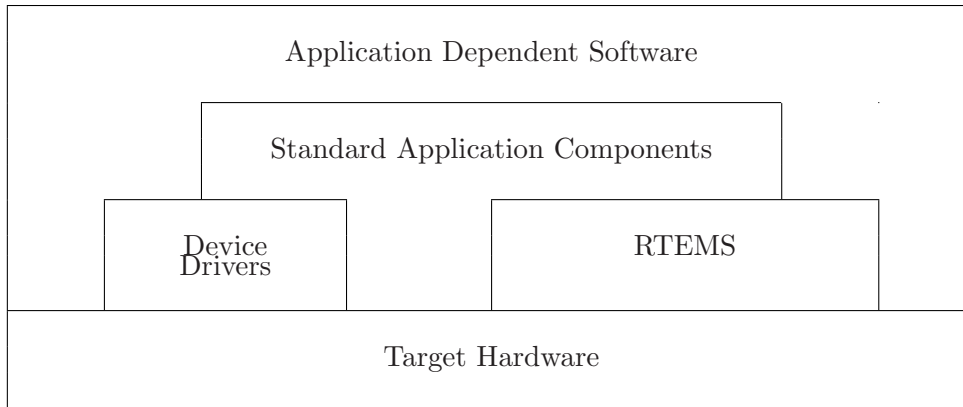 Application Dependent Software
Standard Application Components
Device
Drivers
RTEMS
Target Hardware